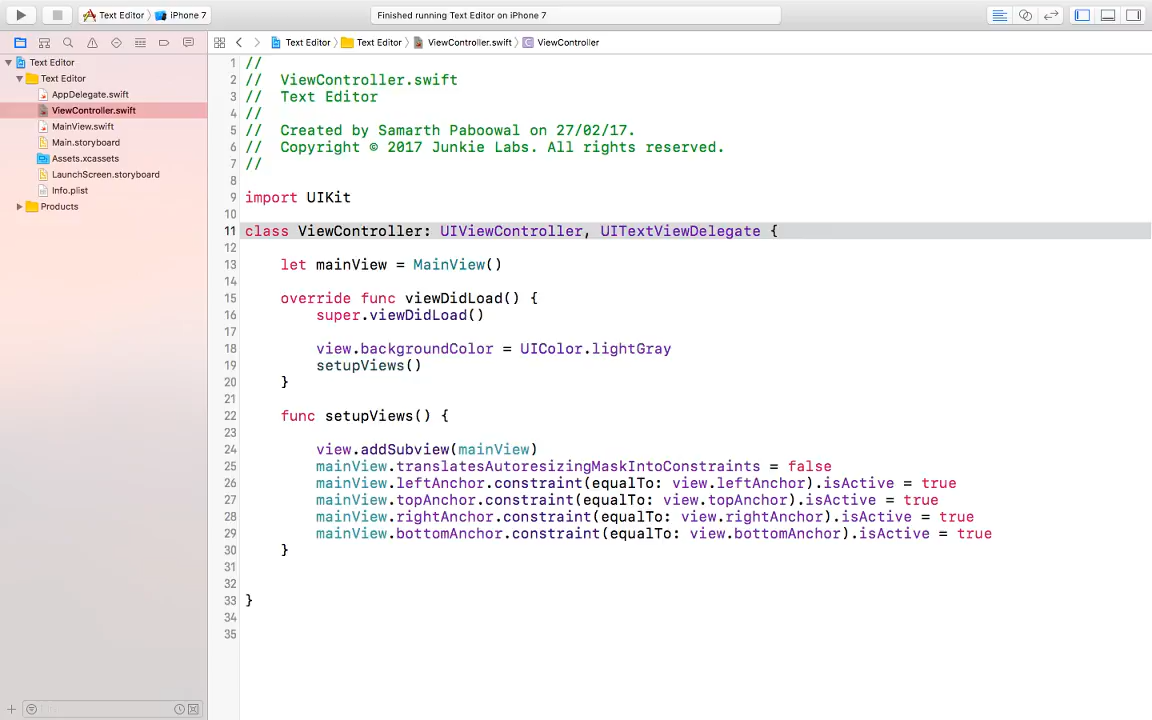 Text Editor
iPhone 7
Finished running Text Editor on iPhone 7
Text Editor
Text Editor
ViewController.swift
C
ViewController
Text Editor
Text Editor
AppDelegate.swift
ViewController.swift
MainView.swift
Main.storyboard
Assets.xcassets
LaunchScreen.storyboard
Info.plist
Products
1 //
2 //  ViewController.swift
3 //  Text Editor
4 //
5 //  Created by Samarth Paboowal on 27/02/17.
6 //  Copyright © 2017 Junkie Labs. All rights reserved.
7 //
8
9 import UIKit
10
11 class ViewController: UIViewController, UITextViewDelegate {
12
13     let mainView = MainView()
14
15     override func viewDidLoad() {
16         super.viewDidLoad()
17
18         view.backgroundColor = UIColor.lightGray
19         setupViews()
20     }
21
22     func setupViews() {
23
24         view.addSubview(mainView)
25         mainView.translatesAutoresizingMaskIntoConstraints = false
26         mainView.leftAnchor.constraint(equalTo: view.leftAnchor).isActive = true
27         mainView.topAnchor.constraint(equalTo: view.topAnchor).isActive = true
28         mainView.rightAnchor.constraint(equalTo: view.rightAnchor).isActive = true
29         mainView.bottomAnchor.constraint(equalTo: view.bottomAnchor).isActive = true
30     }
31
32
33 }
34
35